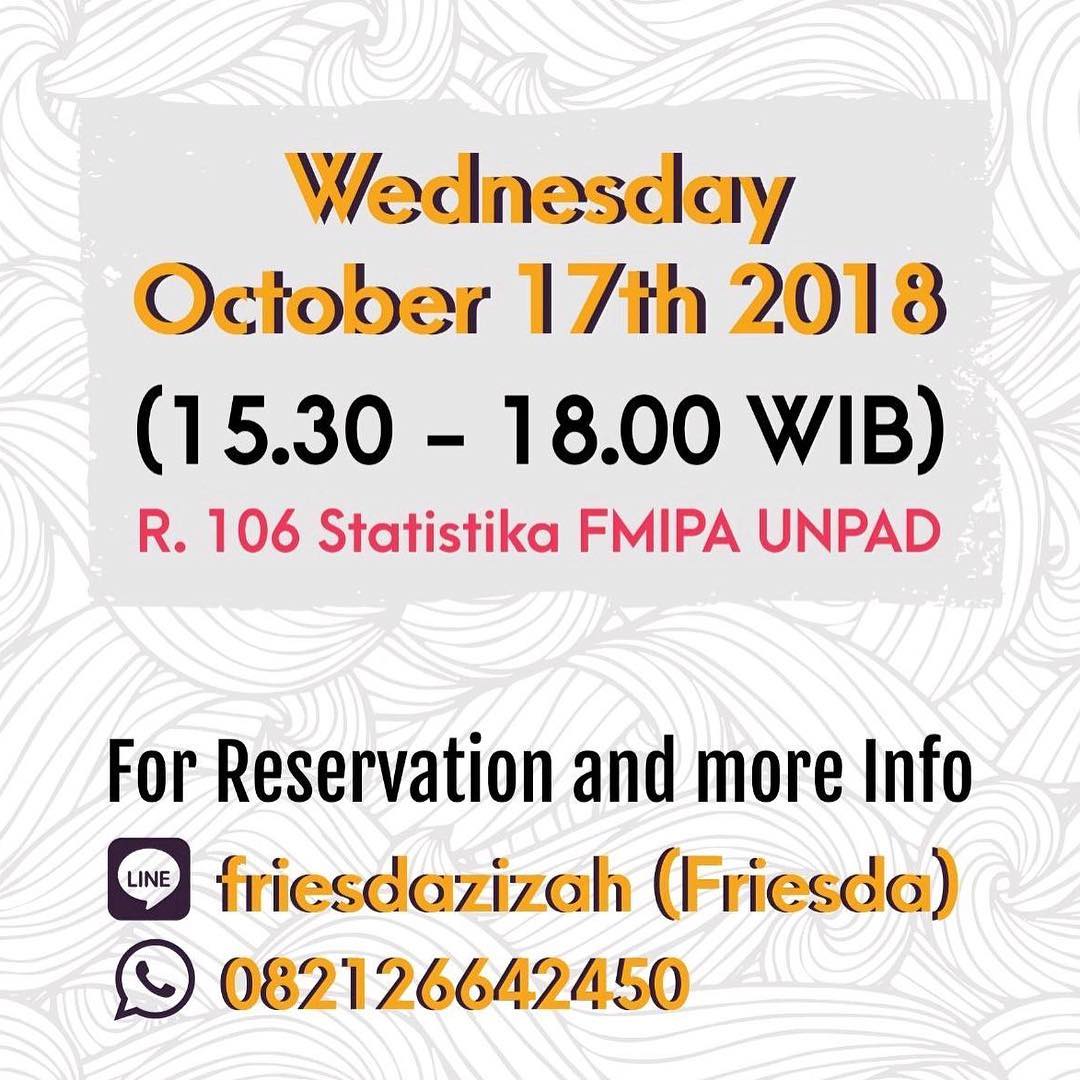 Wednesday
October 17th 2018
(15.30 – 18.00 WIB)
R. 106 Statistika FMIPA UNPAD
For Reservation and more Info
LINE friesdazizah (Friesda)
082126642450